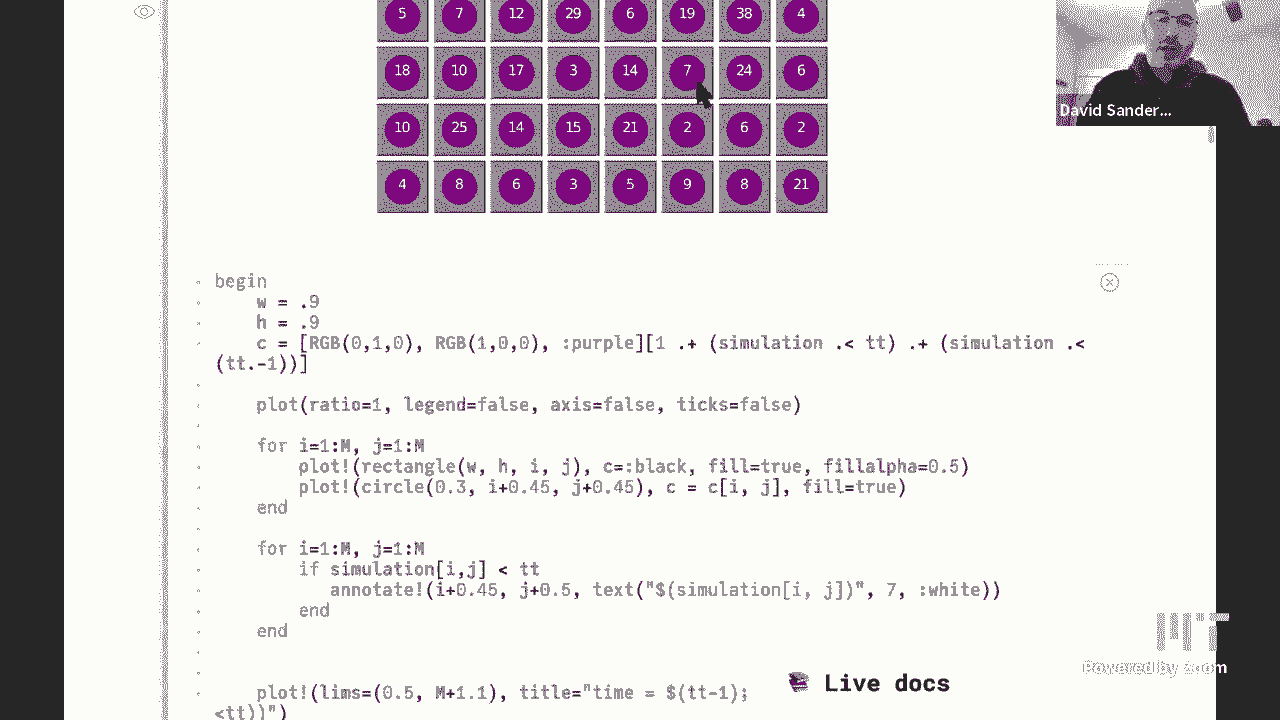 5 7 12 29 6 19 38 4
18 10 17 3 14 7 24 6
10 25 14 15 21 2 6 2
4 8 6 3 5 9 8 21
David Sander...
begin
w = .9
h = .9
c = [RGB(0,1,0), RGB(1,0,0), :purple][1 .+ (simulation .< tt) .+ (simulation .<
(tt.-1))]
plot(ratio=1, legend=false, axis=false, ticks=false)
for i=1:M, j=1:M
plot!(rectangle(w, h, i, j), c=:black, fill=true, fillalpha=0.5)
plot!(circle(0.3, i+0.45, j+0.45), c = c[i, j], fill=true)
end
for i=1:M, j=1:M
if simulation[i,j] < tt
annotate!(i+0.45, j+0.5, text("$(simulation[i, j])", 7, :white))
end
end
MIT
Powered by Zoom
plot!(lims=(0.5, M+1.1), title="time = $(tt-1);
Live docs
<tt))")